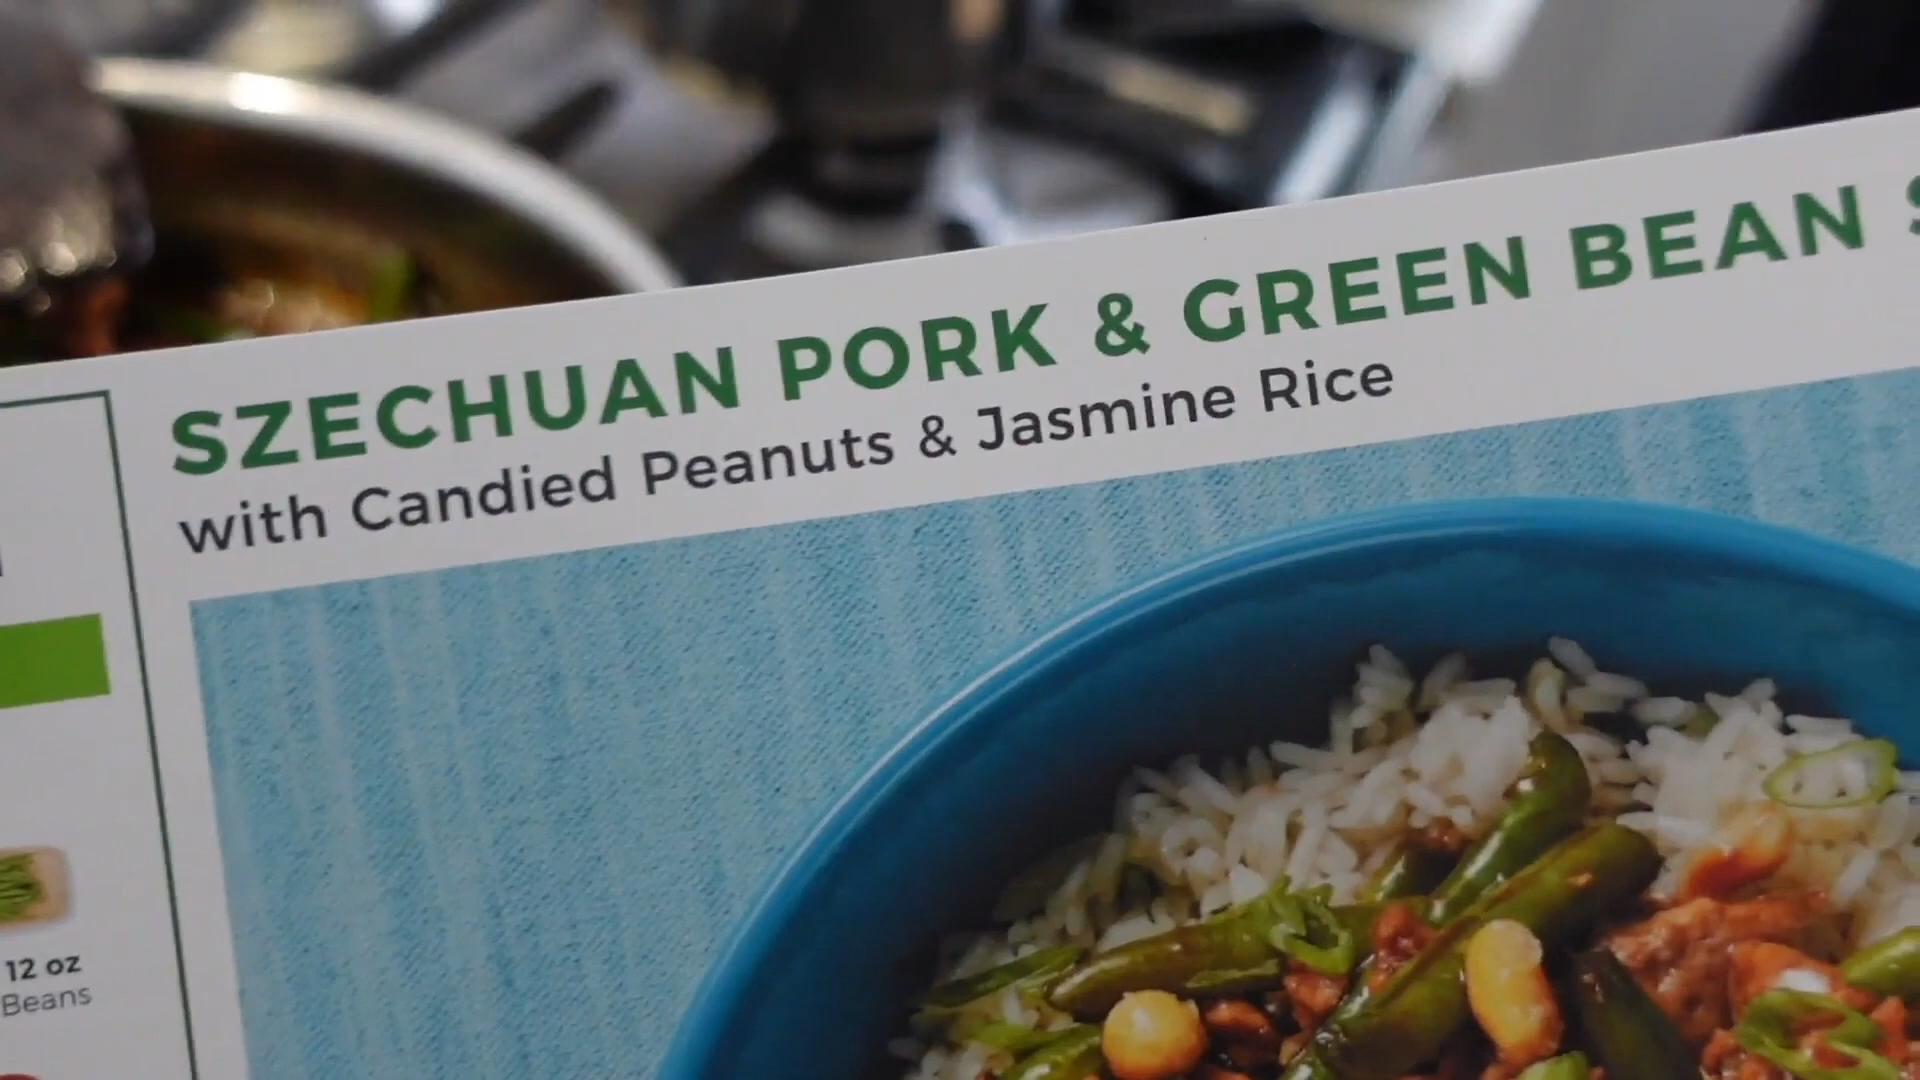 SZECHUAN PORK & GREEN BEAN
with Candied Peanuts & Jasmine Rice
12 oz
Beans